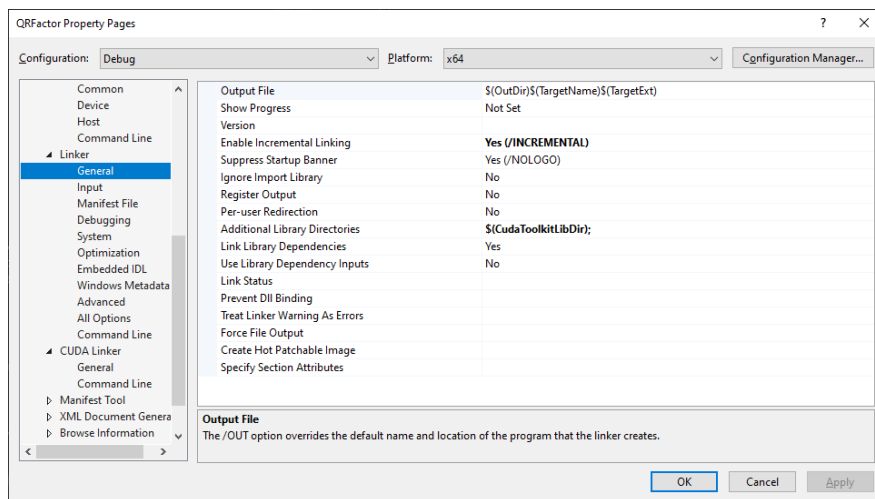 QRFactor Property Pages
? 
Configuration: Debug Platform: x64 Configuration Manager...
Common
Device
Host
Command Line
Linker
General
Input
Manifest File
Debugging
System
Optimization
Embedded IDL
Windows Metadata
Advanced
All Options
Command Line
CUDA Linker
General
Command Line
Manifest Tool
XML Document Genera
Browse Information
Output File $(OutDir)$(TargetName)$(TargetExt)
Show Progress Not Set
Version
Enable Incremental Linking Yes (/INCREMENTAL)
Suppress Startup Banner Yes (/NOLOGO)
Ignore Import Library No
Register Output No
Per-user Redirection No
Additional Library Directories $(CudaToolkitLibDir);
Link Library Dependencies Yes
Use Library Dependency Inputs No
Link Status
Prevent Dll Binding
Treat Linker Warning As Errors
Force File Output
Create Hot Patchable Image
Specify Section Attributes
Output File
The /OUT option overrides the default name and location of the program that the linker creates.
OK Cancel Apply